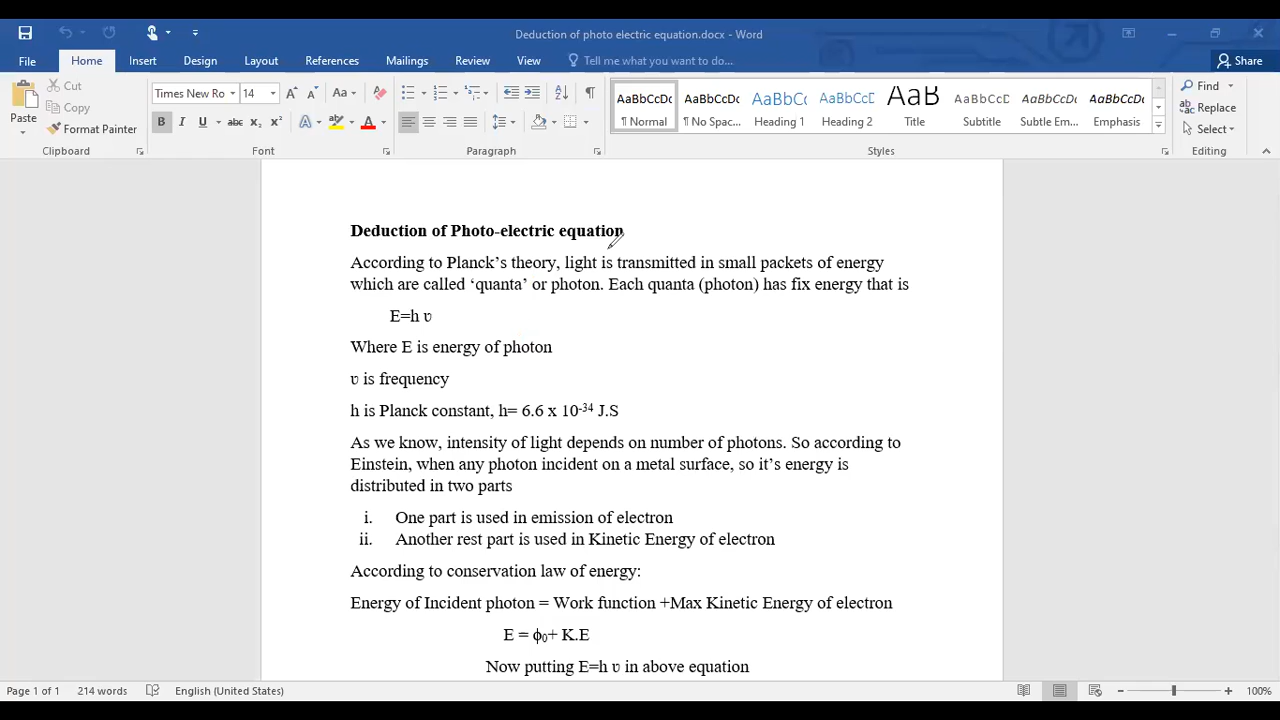 Deduction of photo electric equation.docx - Word
File Home Insert Design Layout References Mailings Review View Tell me what you want to do... Share
Paste
Cut
Copy
Format Painter
Times New Ro 14 Aa
B I U abc x₂ x² A A
AaBbCcDc AaBbCcDc AaBbC AaBbCcD AaB AaBbCcD AaBbCcDc AaBbCcDc
¶ Normal ¶ No Spac... Heading 1 Heading 2 Title Subtitle Subtle Em... Emphasis
Find
Replace
Select
Clipboard Font Paragraph Styles Editing
Deduction of Photo-electric equation
According to Planck’s theory, light is transmitted in small packets of energy
which are called ‘quanta’ or photon. Each quanta (photon) has fix energy that is
E=h υ
Where E is energy of photon
υ is frequency
h is Planck constant, h= 6.6 x 10⁻³⁴ J.S
As we know, intensity of light depends on number of photons. So according to
Einstein, when any photon incident on a metal surface, so it’s energy is
distributed in two parts
i. One part is used in emission of electron
ii. Another rest part is used in Kinetic Energy of electron
According to conservation law of energy:
Energy of Incident photon = Work function +Max Kinetic Energy of electron
E = ϕ₀+ K.E
Now putting E=h υ in above equation
Page 1 of 1 214 words English (United States) 100%